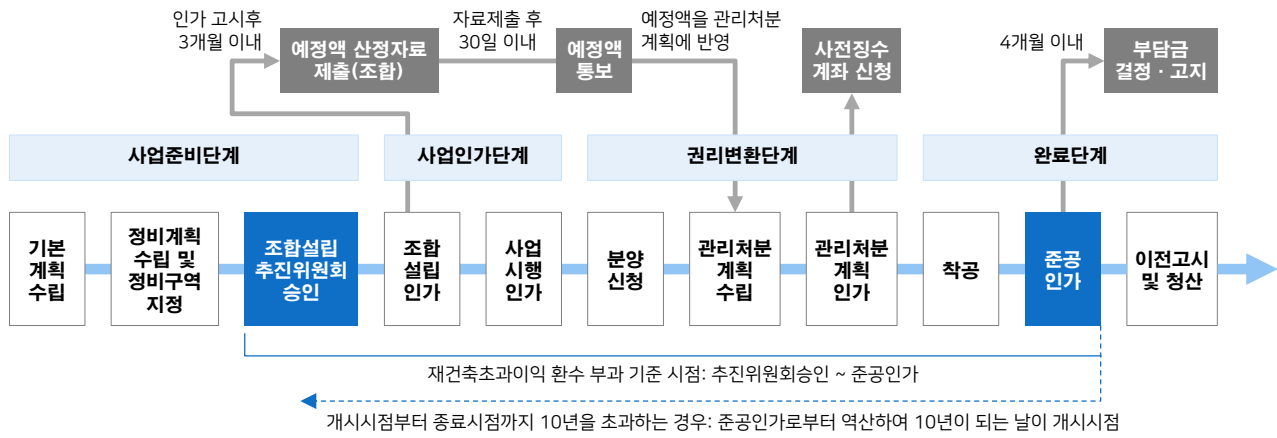 인가 고시후
3개월 이내
예정액 산정자료
제출(조합)
자료제출 후
30일 이내
예정액
통보
예정액을 관리처분
계획에 반영
사전징수
계좌 신청
4개월 이내
부담금
결정 · 고지
사업준비단계
사업인가단계
권리변환단계
완료단계
기본
계획
수립
정비계획
수립 및
정비구역
지정
조합설립
추진위원회
승인
조합
설립
인가
사업
시행
인가
분양
신청
관리처분
계획
수립
관리처분
계획
인가
착공
준공
인가
이전고시
및 청산
재건축초과이익 환수 부과 기준 시점: 추진위원회승인 ~ 준공인가
개시시점부터 종료시점까지 10년을 초과하는 경우: 준공인가로부터 역산하여 10년이 되는 날이 개시시점